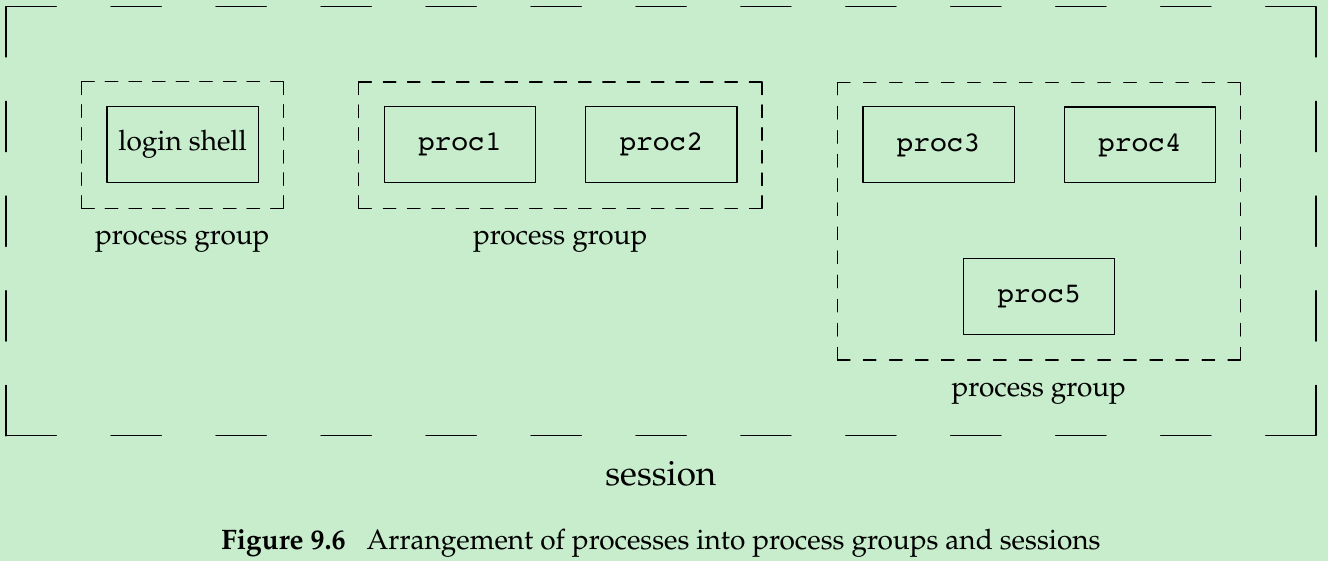 login shell
proc1
proc2
proc3
proc4
process group
process group
proc5
process group
session
Figure 9.6 Arrangement of processes into process groups and sessions